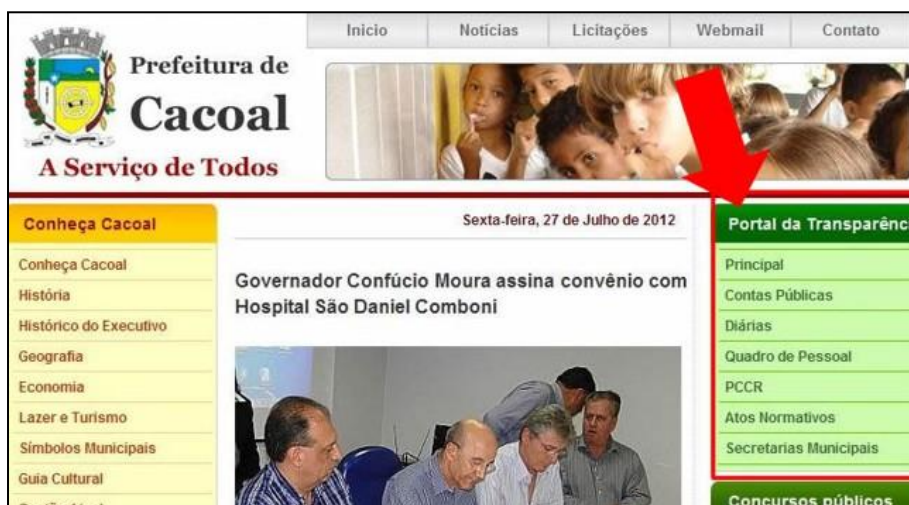 Inicio
Notícias
Licitações
Webmail
Contato
Prefeitura de
Cacoal
A Serviço de Todos
Conheça Cacoal
Conheça Cacoal
História
Histórico do Executivo
Geografia
Economia
Lazer e Turismo
Símbolos Municipais
Guia Cultural
Sexta-feira, 27 de Julho de 2012
Governador Confúcio Moura assina convênio com
Hospital São Daniel Comboni
Portal da Transparênc
Principal
Contas Públicas
Diárias
Quadro de Pessoal
PCCR
Atos Normativos
Secretarias Municipais
Concursos públicos